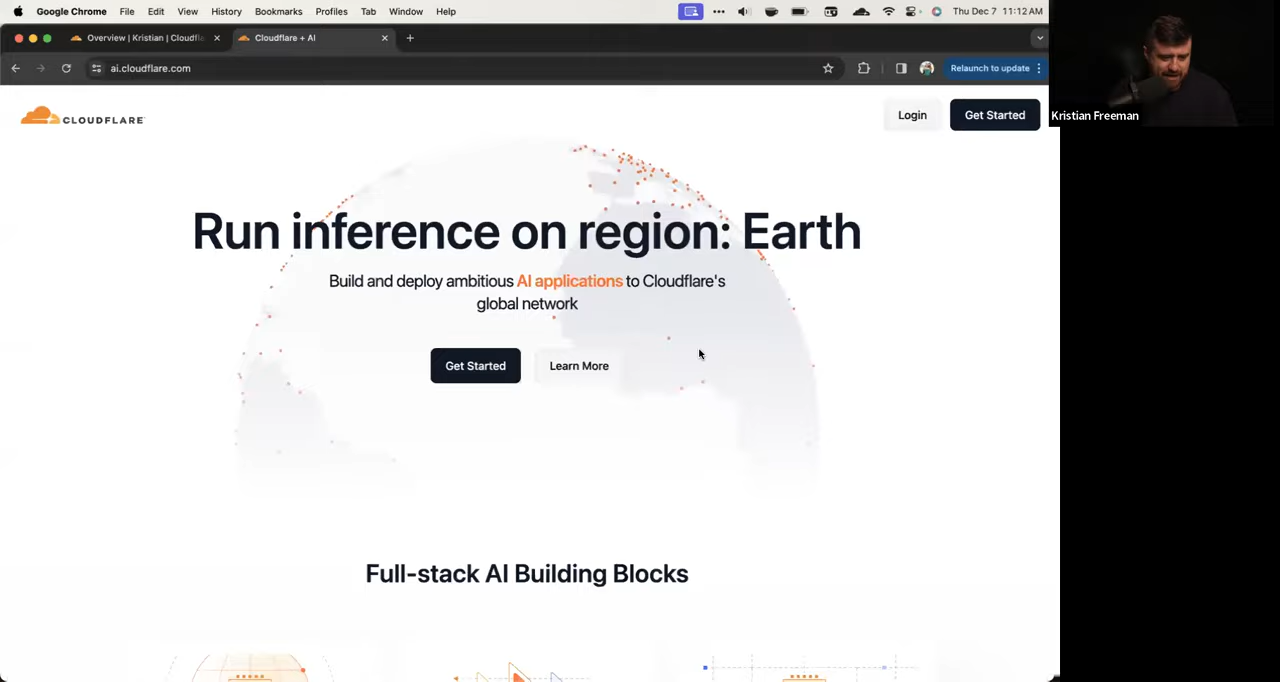 Google Chrome File Edit View History Bookmarks Profiles Tab Window Help Thu Dec 7 11:12 AM
Overview | Kristian | Cloudfla
Cloudflare + AI
ai.cloudflare.com
Relaunch to update
Kristian Freeman
CLOUDFLARE
Login
Get Started
Run inference on region: Earth
Build and deploy ambitious AI applications to Cloudflare's
global network
Get Started
Learn More
Full-stack AI Building Blocks